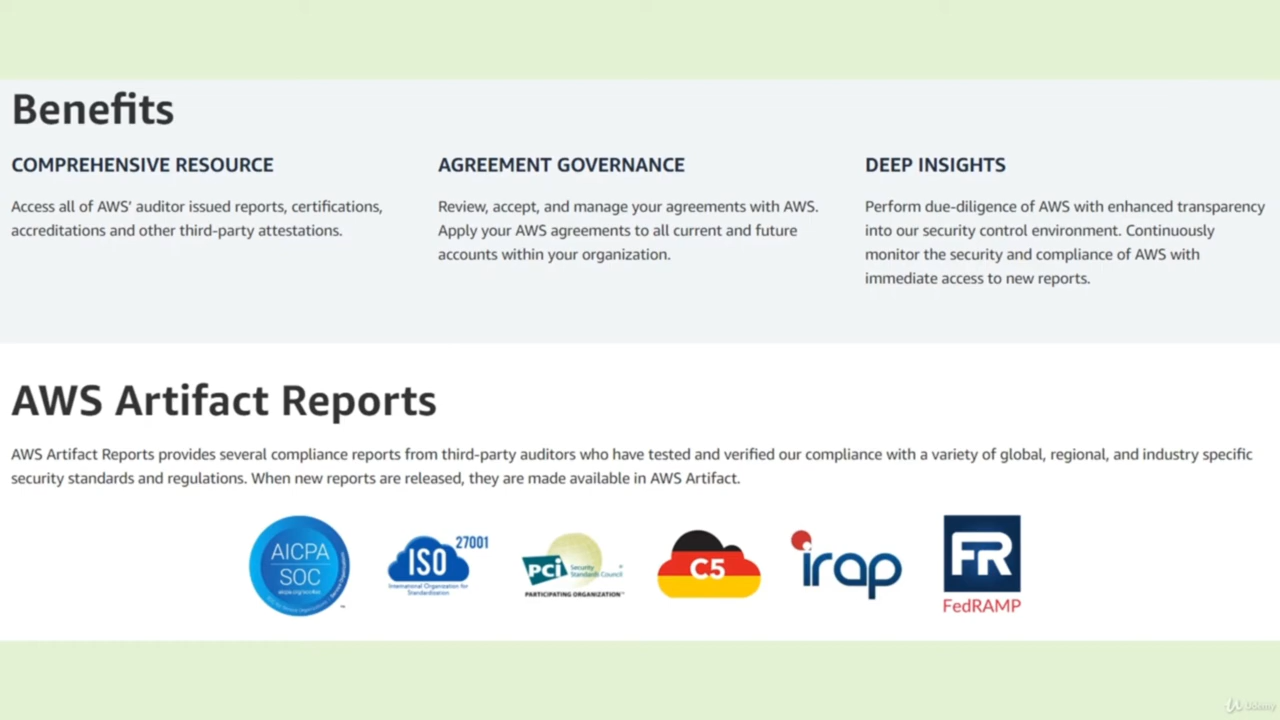 Benefits
COMPREHENSIVE RESOURCE
Access all of AWS' auditor issued reports, certifications,
accreditations and other third-party attestations.
AGREEMENT GOVERNANCE
Review, accept, and manage your agreements with AWS.
Apply your AWS agreements to all current and future
accounts within your organization.
DEEP INSIGHTS
Perform due-diligence of AWS with enhanced transparency
into our security control environment. Continuously
monitor the security and compliance of AWS with
immediate access to new reports.
AWS Artifact Reports
AWS Artifact Reports provides several compliance reports from third-party auditors who have tested and verified our compliance with a variety of global, regional, and industry specific
security standards and regulations. When new reports are released, they are made available in AWS Artifact.
AICPA
SOC
27001
ISO
International Organization for
Standardization
PCI
Security
Standards Council
PARTICIPATING ORGANIZATION™
C5
irap
FR
FedRAMP
Udemy